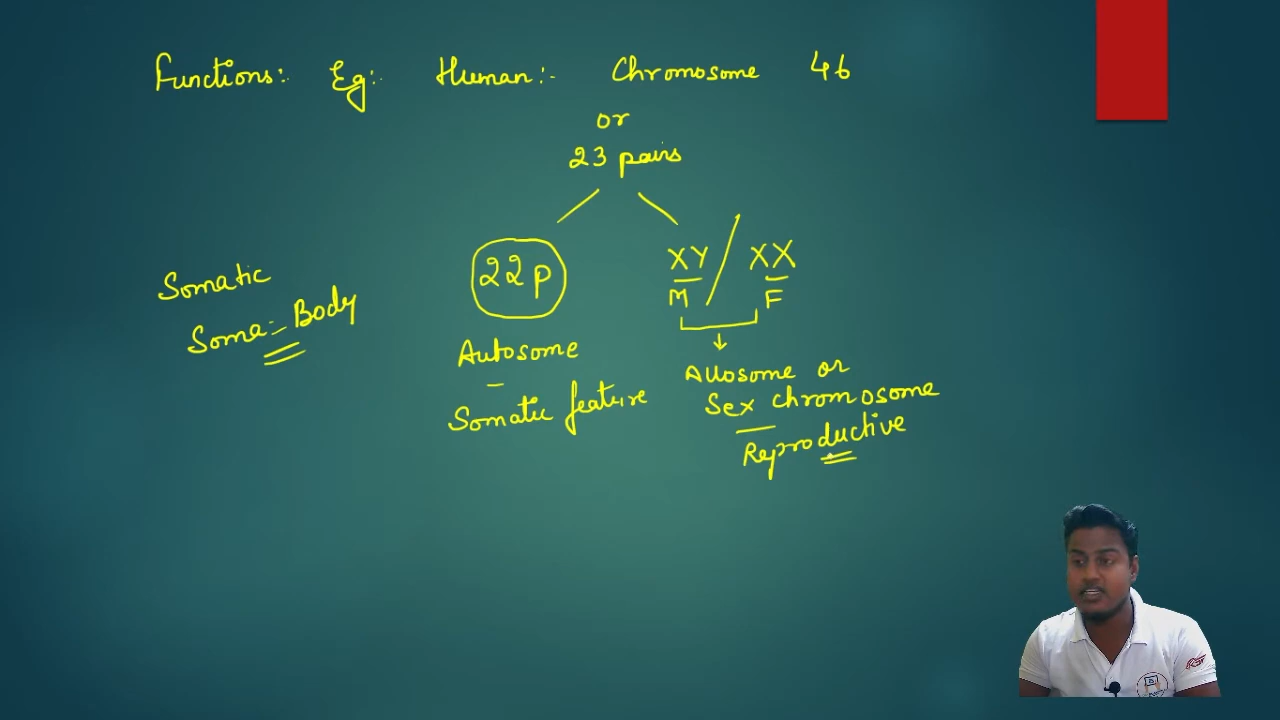 Functions:- Eg:- Human:- Chromosome 46
or
23 pairs
22 p
XY / XX
M F
Somatic
Soma = Body
Autosome
Somatic feature
Allosome or
Sex chromosome
Reproductive